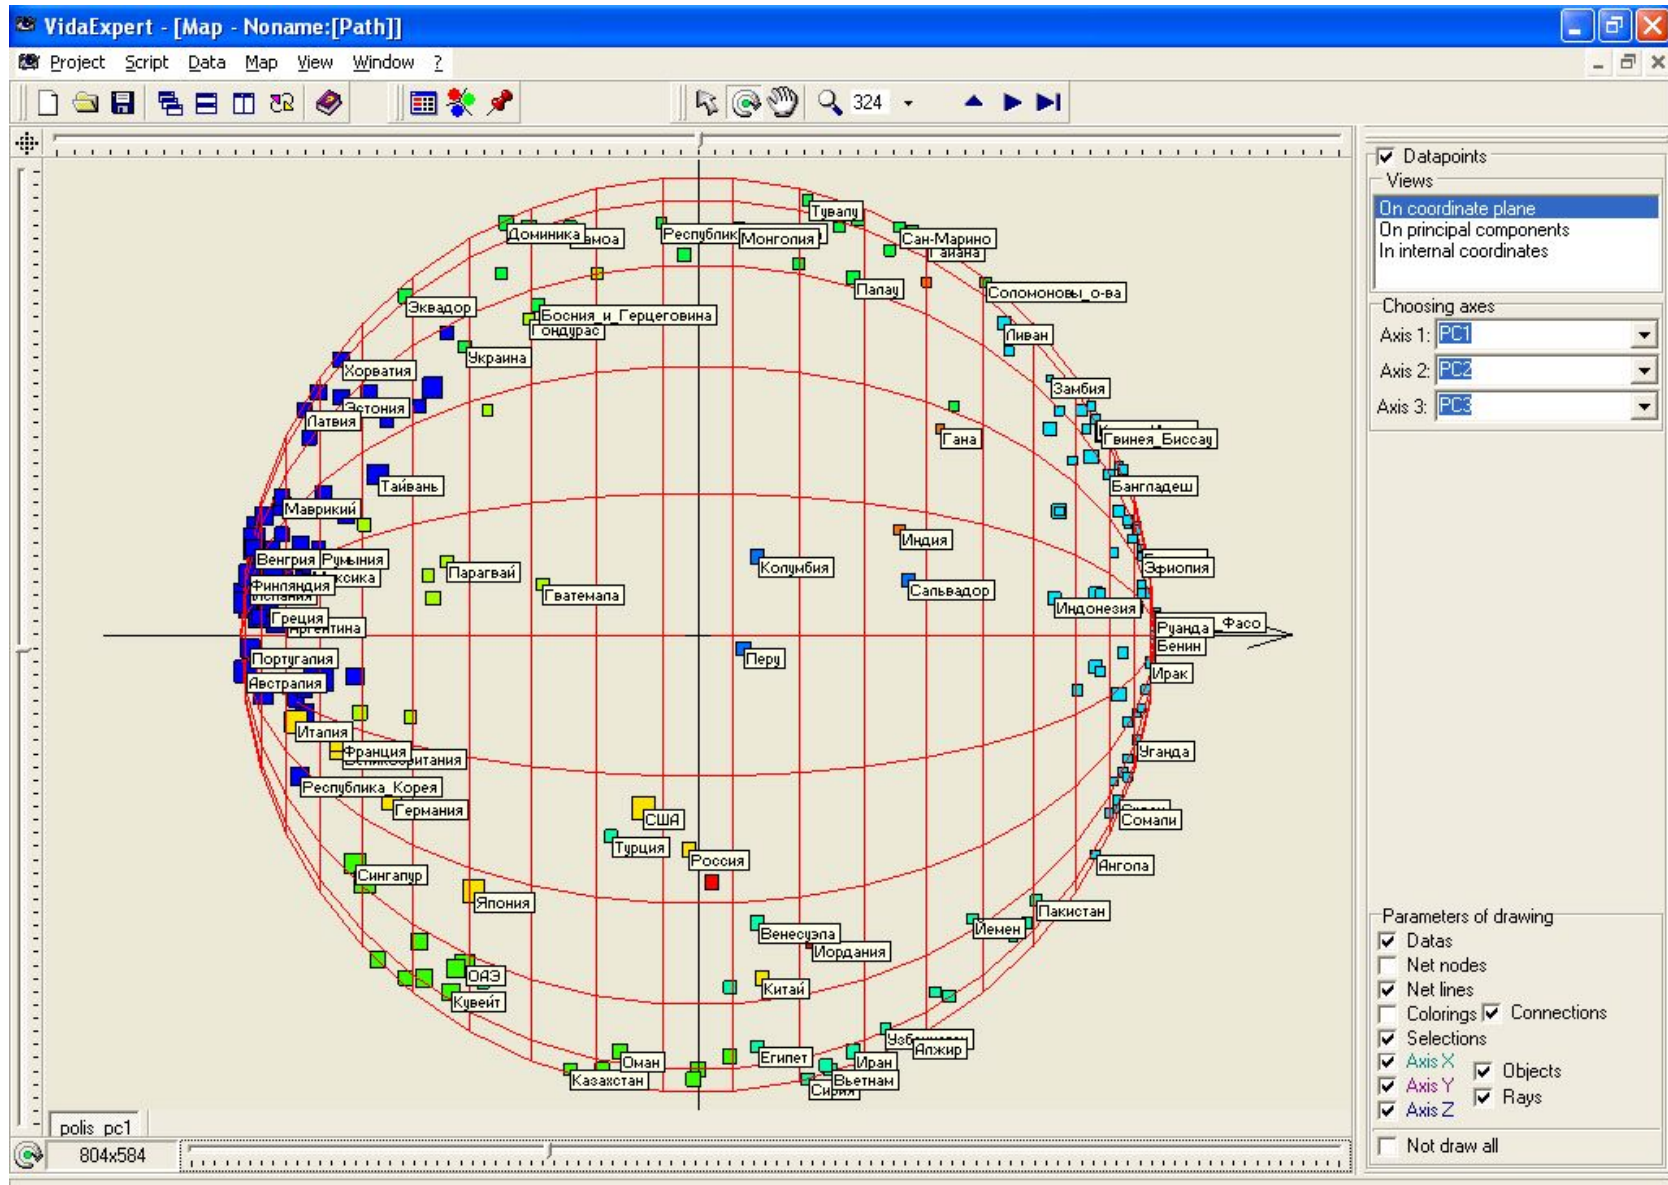 VidaExpert - [Map - Noname:[Path]]
Project Script Data Map View Window ?
324
Datapoints
Views
On coordinate plane
On principal components
In internal coordinates
Choosing axes
Axis 1: PC1
Axis 2: PC2
Axis 3: PC3
Тувалу
Доминика
Республик
Монголия
Сан-Марино
Гайана
Палау
Соломоновы_о-ва
Эквадор
Босния_и_Герцеговина
Гондурас
Ливан
Украина
Хорватия
Замбия
Эстония
Латвия
Гана
Гвинея_Биссау
Тайвань
Бангладеш
Маврикий
Индия
Венгрия
Румыния
Колумбия
Эфиопия
Парагвай
Финляндия
Гватемала
Сальвадор
Индонезия
Греция
Аргентина
Руанда
_Фасо
Бенин
Португалия
Перу
Ирак
Австралия
Италия
Франция
Великобритания
Уганда
Республика_Корея
Германия
США
Сомали
Турция
Россия
Ангола
Сингапур
Япония
Пакистан
Венесуэла
Йемен
Иордания
ОАЭ
Китай
Кувейт
Алжир
Оман
Египет
Иран
Казахстан
Сирия
Вьетнам
Parameters of drawing
Datas
Net nodes
Net lines
Colorings Connections
Selections
Axis X
Objects
Axis Y
Rays
Axis Z
Not draw all
polis_pc1
804x584